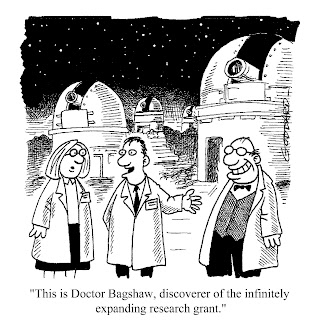 "This is Doctor Bagshaw, discoverer of the infinitely
expanding research grant."